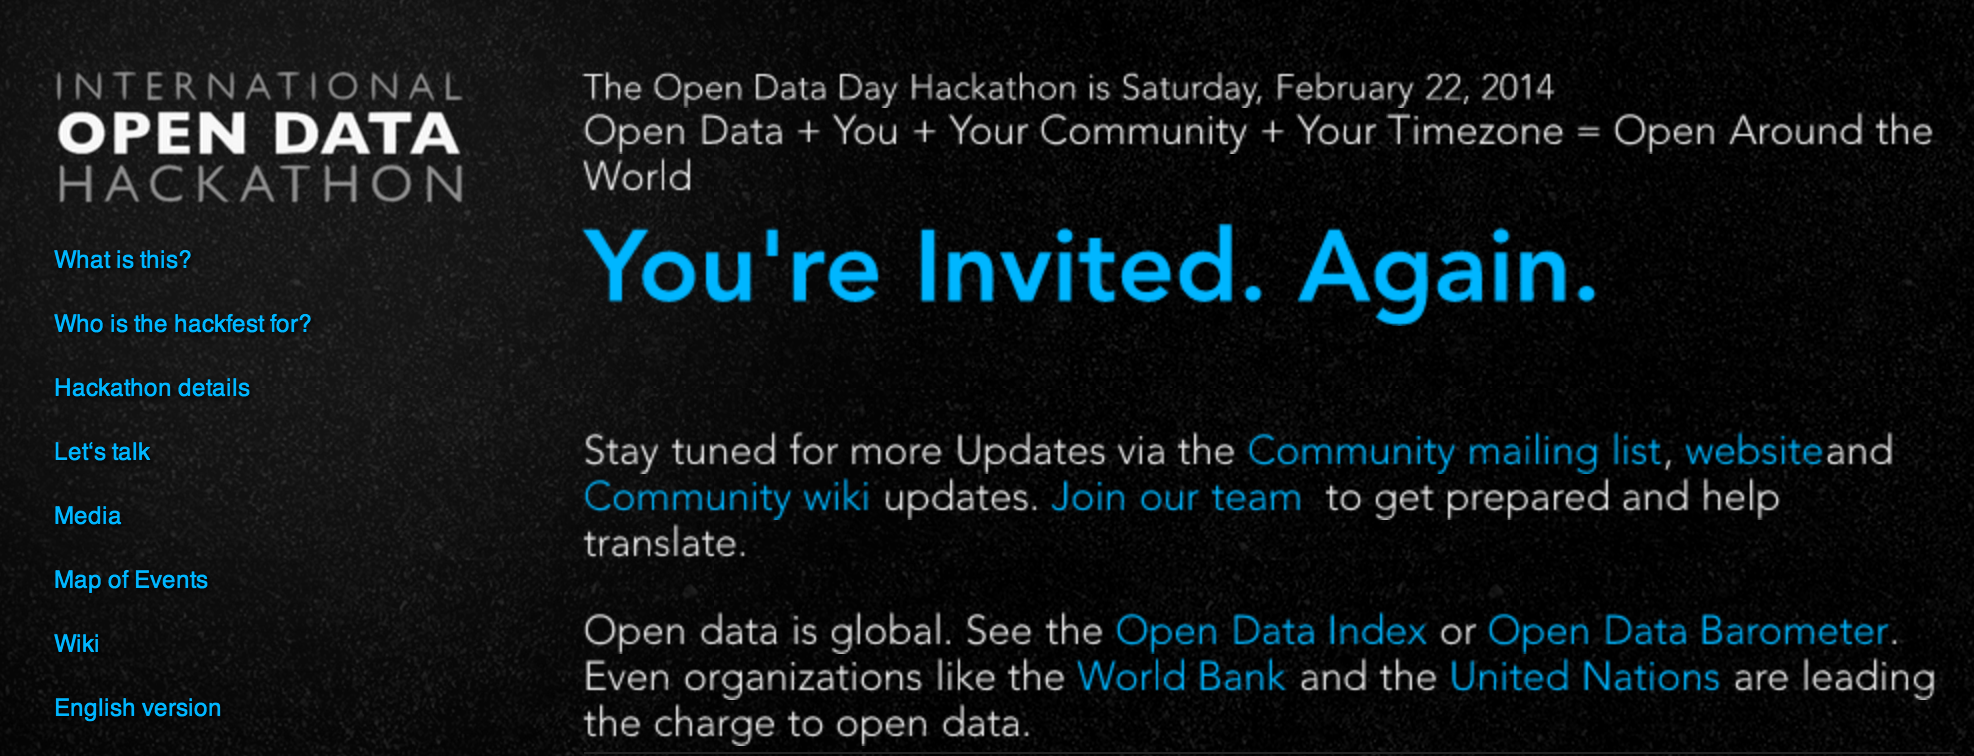 INTERNATIONAL
OPEN DATA
HACKATHON
What is this?
Who is the hackfest for?
Hackathon details
Let‘s talk
Media
Map of Events
Wiki
English version
The Open Data Day Hackathon is Saturday, February 22, 2014
Open Data + You + Your Community + Your Timezone = Open Around the
World
You're Invited. Again.
Stay tuned for more Updates via the Community mailing list, websiteand
Community wiki updates. Join our team  to get prepared and help
translate.
Open data is global. See the Open Data Index or Open Data Barometer.
Even organizations like the World Bank and the United Nations are leading
the charge to open data.